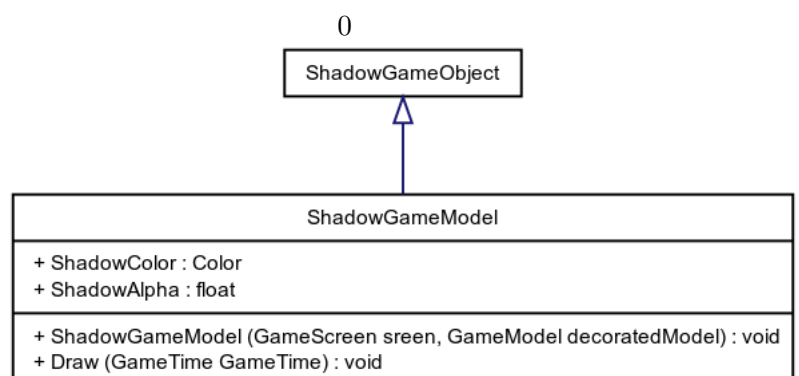 0
ShadowGameObject
ShadowGameModel
+ ShadowColor : Color
+ ShadowAlpha : float
+ ShadowGameModel (GameScreen sreen, GameModel decoratedModel) : void
+ Draw (GameTime GameTime) : void